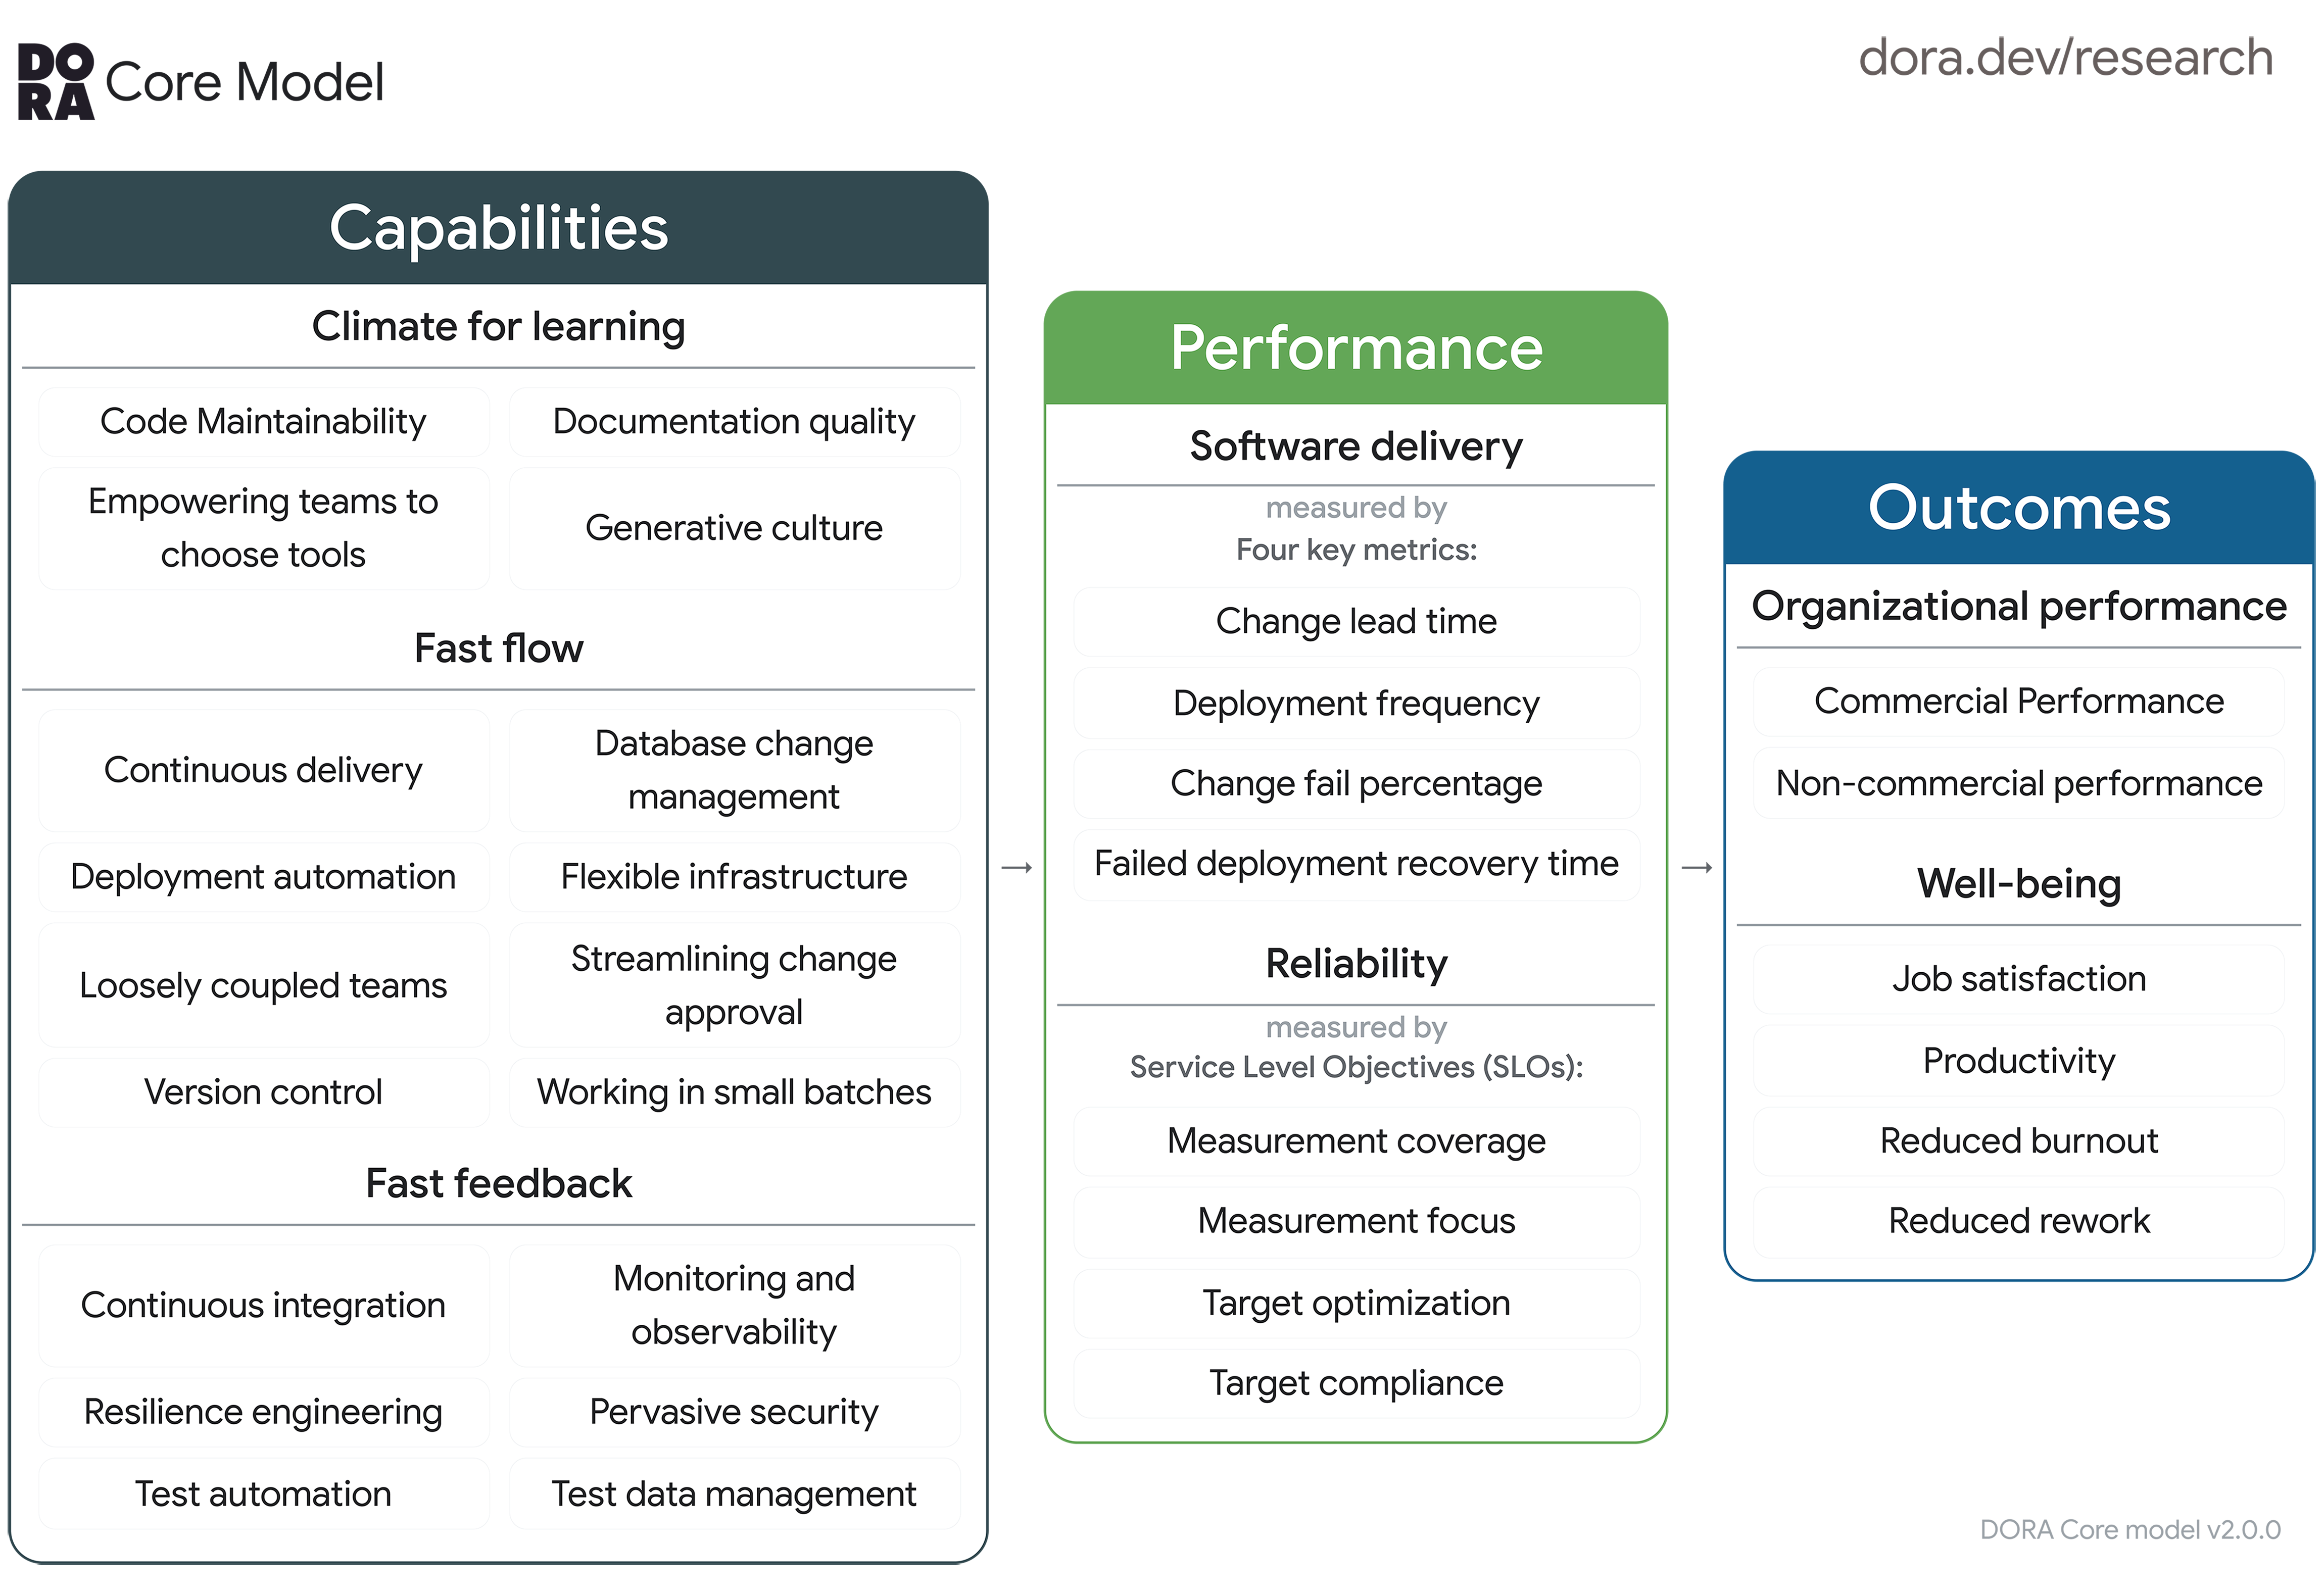 DO
RA
Core Model
dora.dev/research
Capabilities
Climate for learning
Code Maintainability
Documentation quality
Empowering teams to
choose tools
Generative culture
Fast flow
Continuous delivery
Database change
management
Deployment automation
Flexible infrastructure
Loosely coupled teams
Streamlining change
approval
Version control
Working in small batches
Fast feedback
Continuous integration
Monitoring and
observability
Resilience engineering
Pervasive security
Test automation
Test data management
Performance
Software delivery
measured by
Four key metrics:
Change lead time
Deployment frequency
Change fail percentage
Failed deployment recovery time
Reliability
measured by
Service Level Objectives (SLOs):
Measurement coverage
Measurement focus
Target optimization
Target compliance
Outcomes
Organizational performance
Commercial Performance
Non-commercial performance
Well-being
Job satisfaction
Productivity
Reduced burnout
Reduced rework
DORA Core model v2.0.0